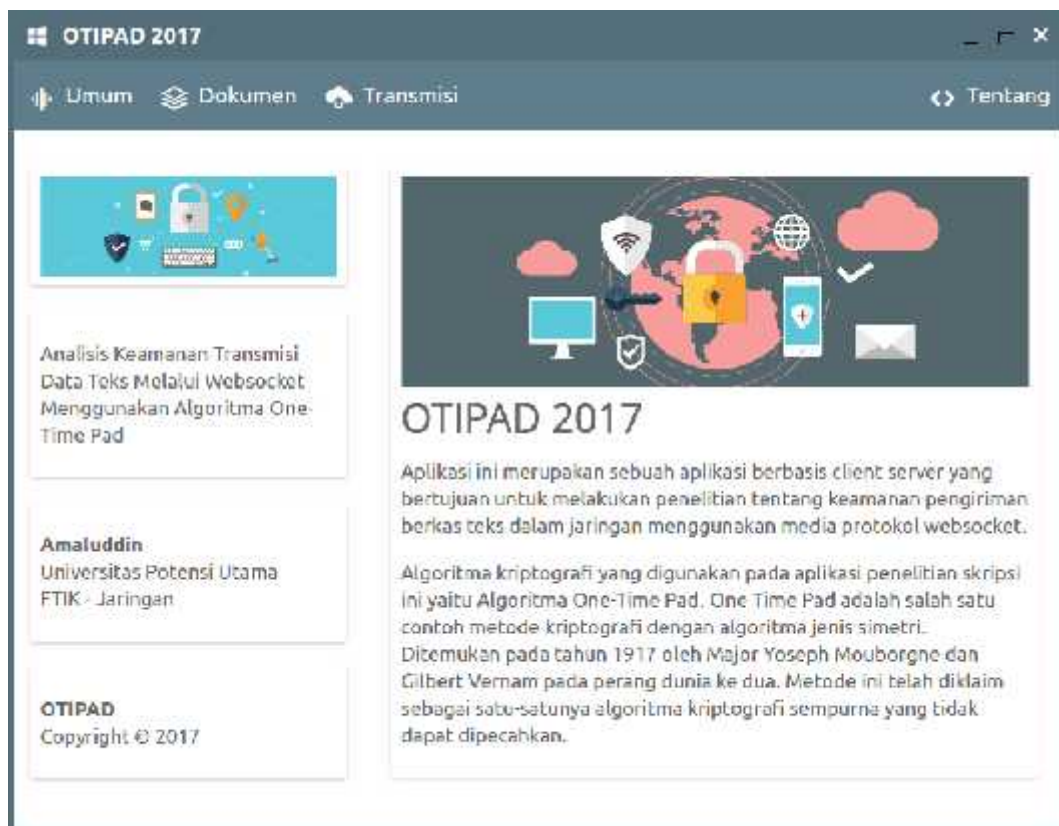 OTIPAD 2017
Umum Dokumen Transmisi Tentang
Analisis Keamanan Transmisi
Data Teks Melalui Websocket
Menggunakan Algoritma One-
Time Pad
Amaluddin
Universitas Potensi Utama
FTIK - Jaringan
OTIPAD
Copyright © 2017
OTIPAD 2017
Aplikasi ini merupakan sebuah aplikasi berbasis client server yang
bertujuan untuk melakukan penelitian tentang keamanan pengiriman
berkas teks dalam jaringan menggunakan media protokol websocket.
Algoritma kriptografi yang digunakan pada aplikasi penelitian skripsi
ini yaitu Algoritma One-Time Pad. One Time Pad adalah salah satu
contoh metode kriptografi dengan algoritma jenis simetri.
Ditemukan pada tahun 1917 oleh Major Yoseph Mouborgne dan
Gilbert Vernam pada perang dunia ke dua. Metode ini telah diklaim
sebagai satu-satunya algoritma kriptografi sempurna yang tidak
dapat dipecahkan.